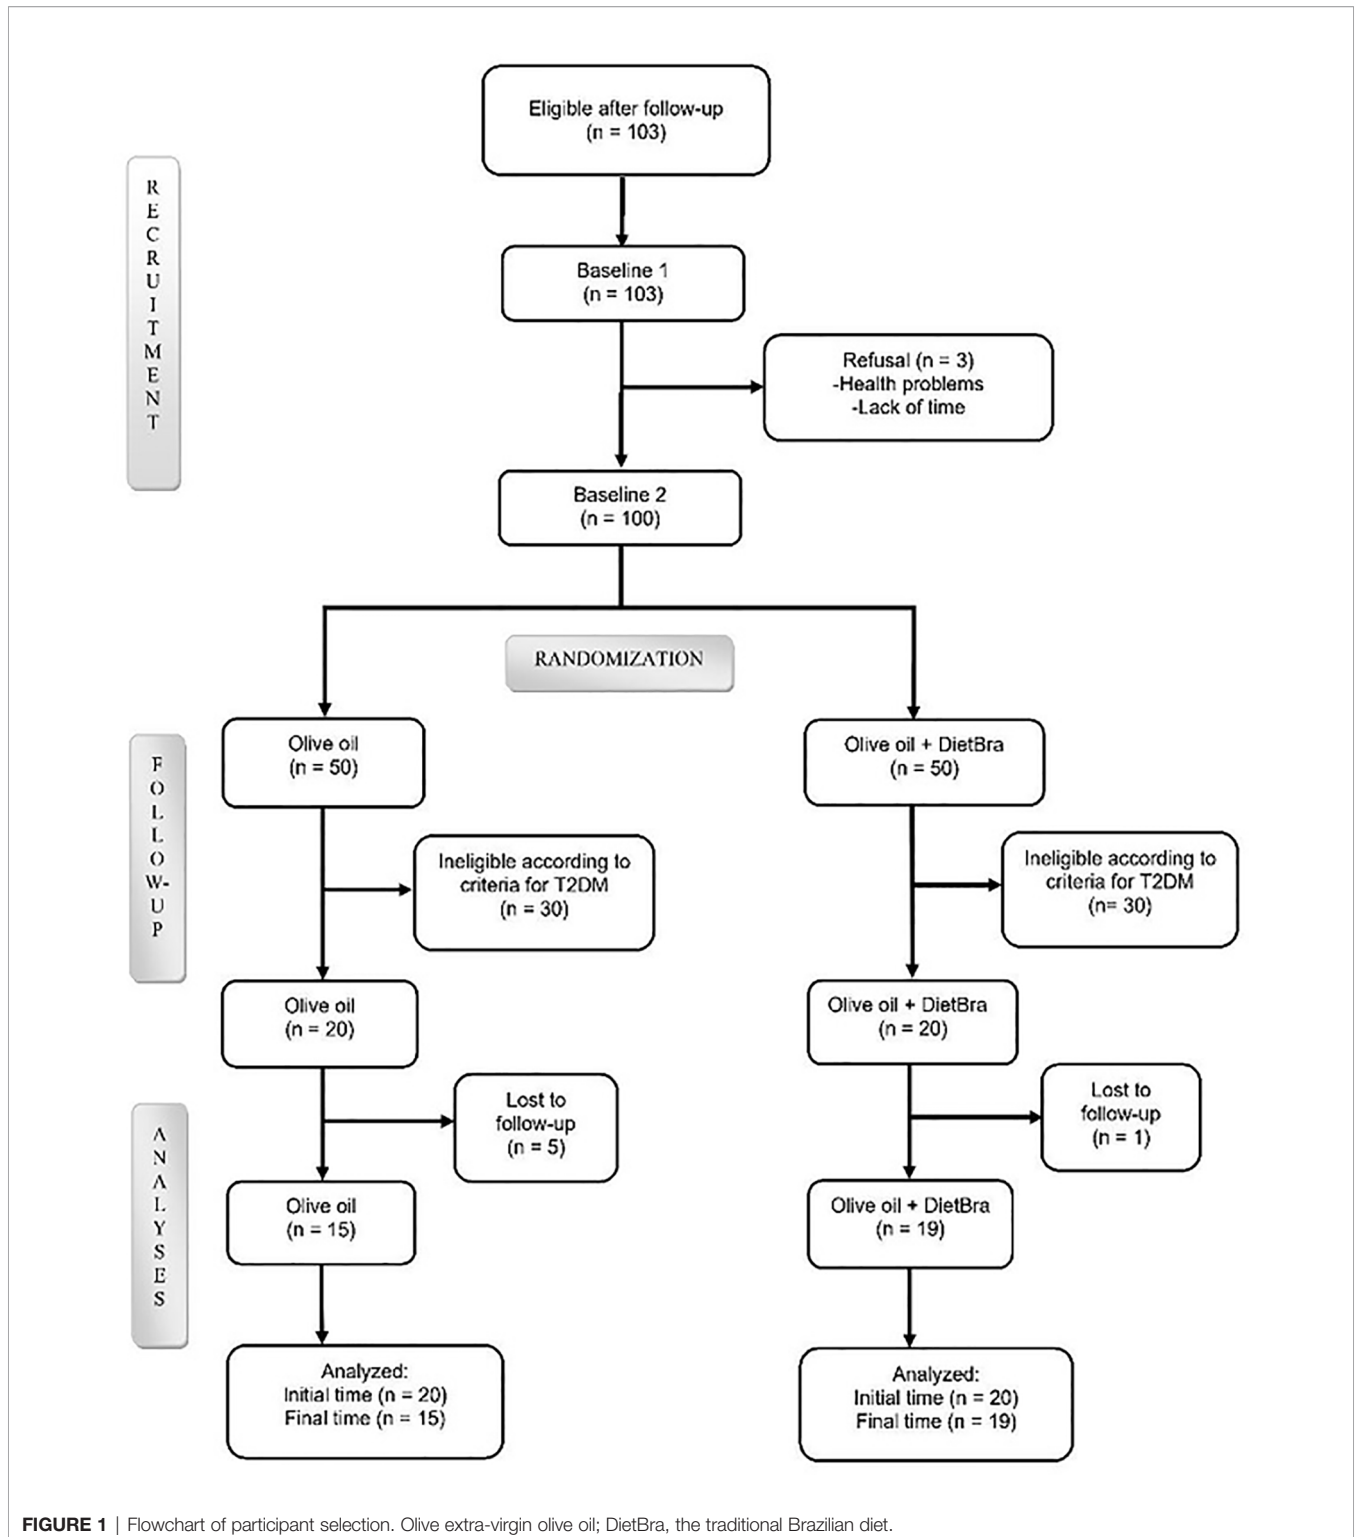 Eligible after follow-up
(n = 103)
RECRUITMENT
Baseline 1
(n = 103)
Refusal (n = 3)
-Health problems
-Lack of time
Baseline 2
(n = 100)
RANDOMIZATION
FOLLOW-UP
Olive oil
(n = 50)
Olive oil + DietBra
(n = 50)
Ineligible according to
criteria for T2DM
(n = 30)
Ineligible according to
criteria for T2DM
(n= 30)
Olive oil
(n = 20)
Olive oil + DietBra
(n = 20)
ANALYSES
Lost to
follow-up
(n = 5)
Lost to
follow-up
(n = 1)
Olive oil
(n = 15)
Olive oil + DietBra
(n = 19)
Analyzed:
Initial time (n = 20)
Final time (n = 15)
Analyzed:
Initial time (n = 20)
Final time (n = 19)
FIGURE 1 | Flowchart of participant selection. Olive extra-virgin olive oil; DietBra, the traditional Brazilian diet.